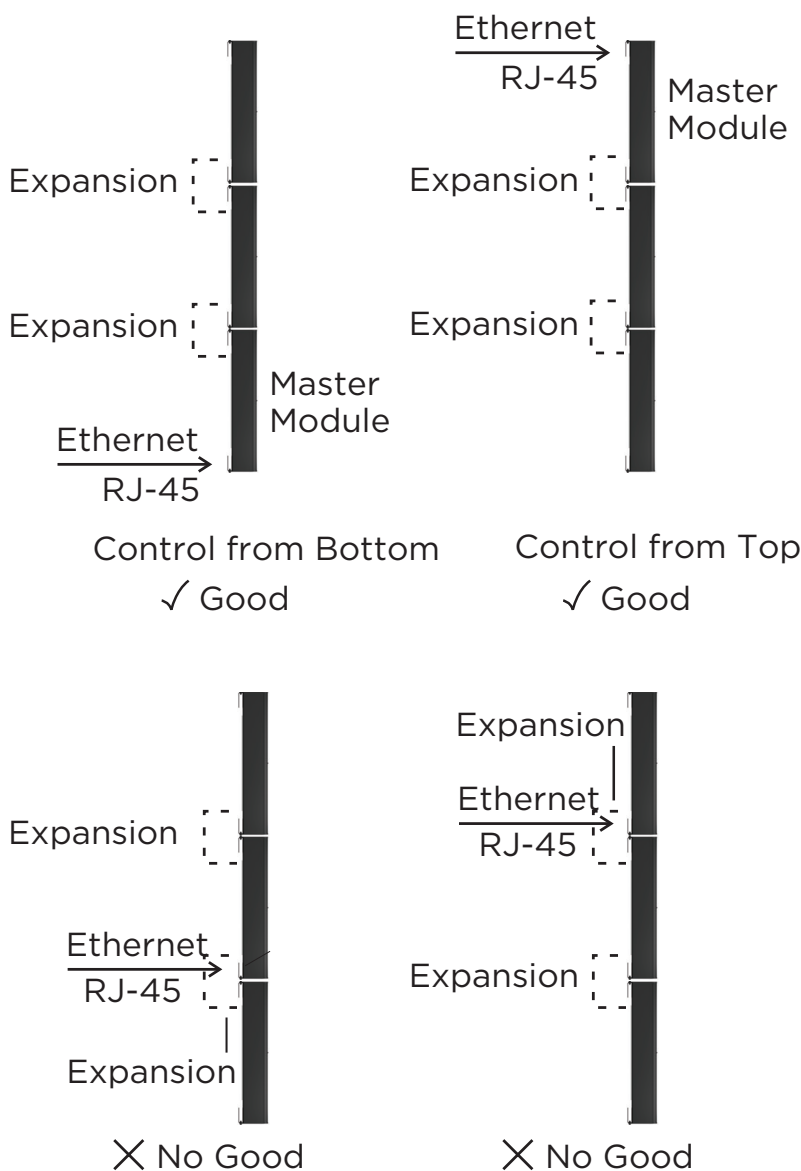 Ethernet
RJ-45
Master
Module
Expansion
Expansion
Expansion
Expansion
Master
Module
Ethernet
RJ-45
Control from Bottom
✓ Good
Control from Top
✓ Good
Expansion
Ethernet
RJ-45
Expansion
Ethernet
RJ-45
Expansion
Expansion
✕ No Good
✕ No Good